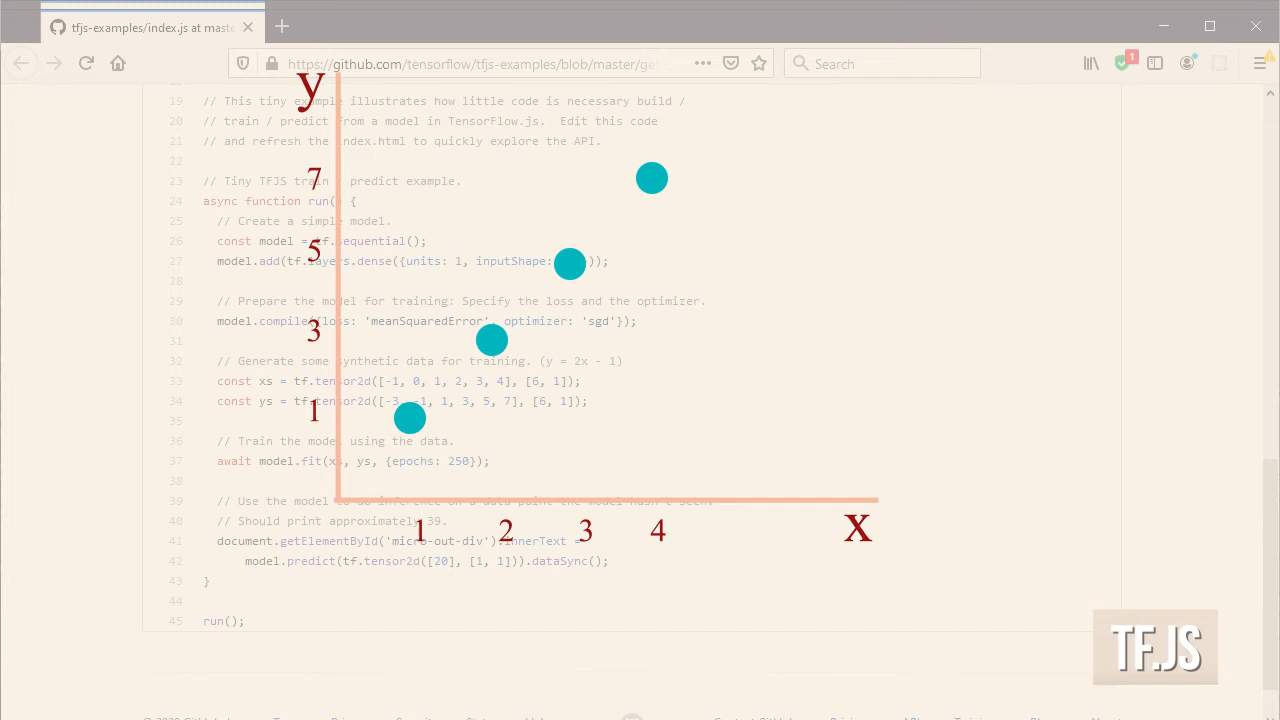 tfjs-examples/index.js at maste
https://github.com/tensorflow/tfjs-examples/blob/master/ge
Search
1
y
19 // This tiny example illustrates how little code is necessary build /
20 // train / predict from a model in TensorFlow.js. Edit this code
21 // and refresh the index.html to quickly explore the API.
22
7
23 // Tiny TFJS train / predict example.
24 async function run() {
25 // Create a simple model.
26 const model = tf.sequential();
5
27 model.add(tf.layers.dense({units: 1, inputShape: }));
28
29 // Prepare the model for training: Specify the loss and the optimizer.
30 model.compile({loss: 'meanSquaredError', optimizer: 'sgd'});
3
31
32 // Generate some synthetic data for training. (y = 2x - 1)
33 const xs = tf.tensor2d([-1, 0, 1, 2, 3, 4], [6, 1]);
34 const ys = tf.tensor2d([-3, -1, 1, 3, 5, 7], [6, 1]);
1
35
36 // Train the model using the data.
37 await model.fit(xs, ys, {epochs: 250});
38
39 // Use the model to do inference on a data point the model hasn't seen.
40 // Should print approximately 39.
1 2 3 4 x
41 document.getElementById('micro-out-div').innerText =
42 model.predict(tf.tensor2d([20], [1, 1])).dataSync();
43 }
44
45 run();
TF.JS